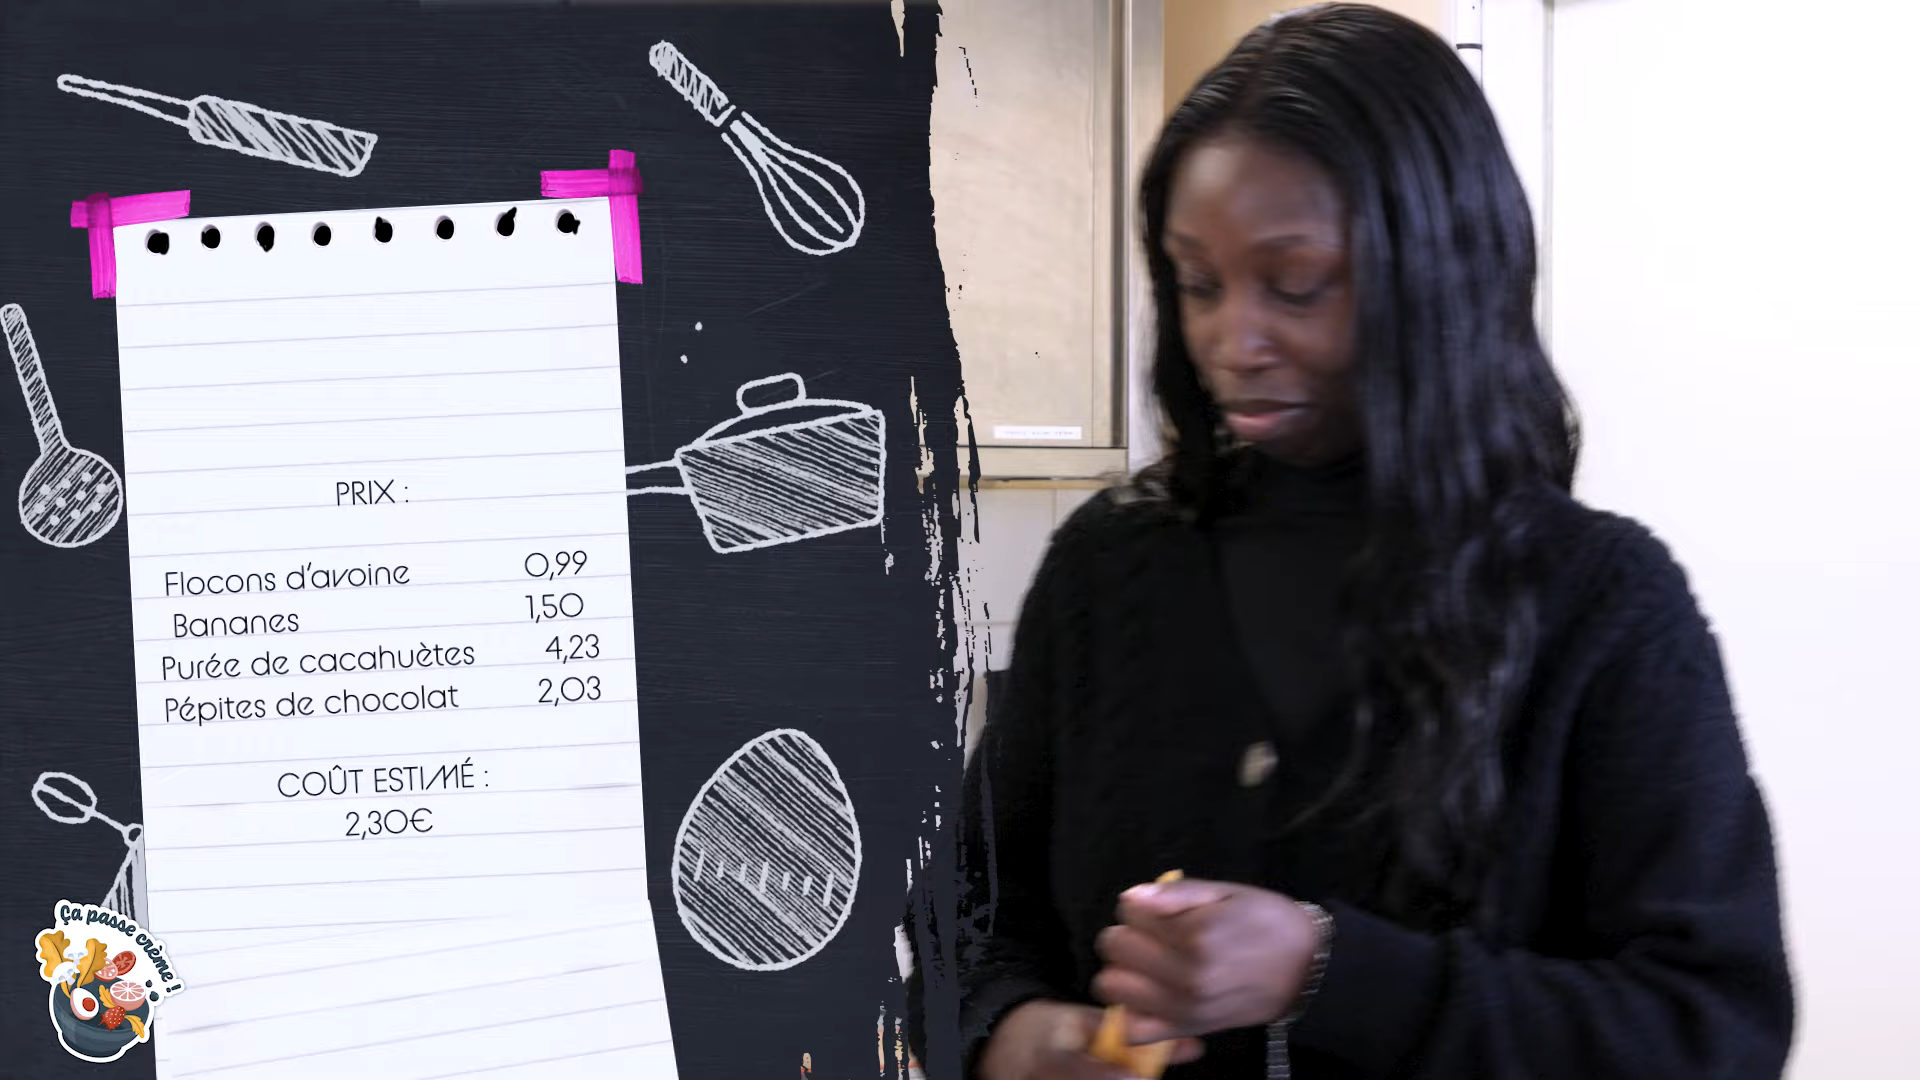 PRIX :
Flocons d'avoine 0,99
Bananes 1,50
Purée de cacahuètes 4,23
Pépites de chocolat 2,03
COÛT ESTIMÉ :
2,30€
Ça passe crème !